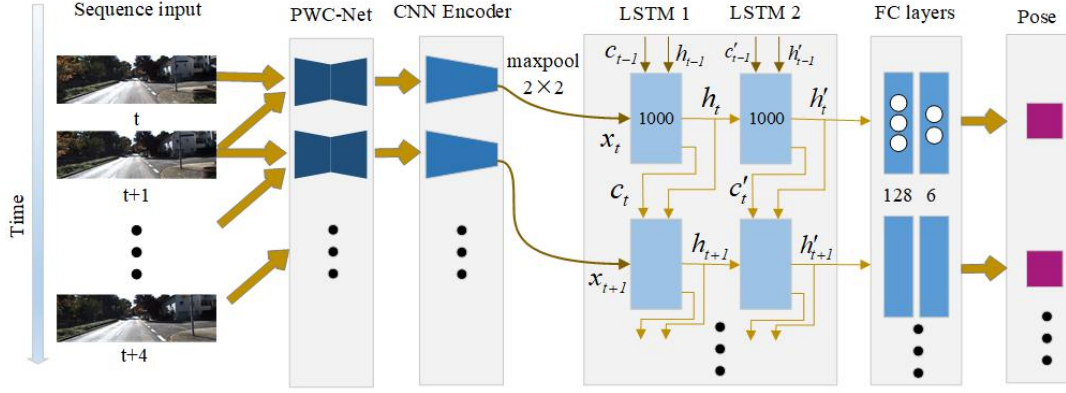 Sequence input
PWC-Net
CNN Encoder
LSTM 1
LSTM 2
FC layers
Pose
Time
t
t+1
t+4
maxpool
2×2
c_{t-1}
h_{t-1}
c'_{t-1}
h'_{t-1}
1000
1000
h_t
h'_t
x_t
c_t
c'_t
128
6
h_{t+1}
h'_{t+1}
x_{t+1}